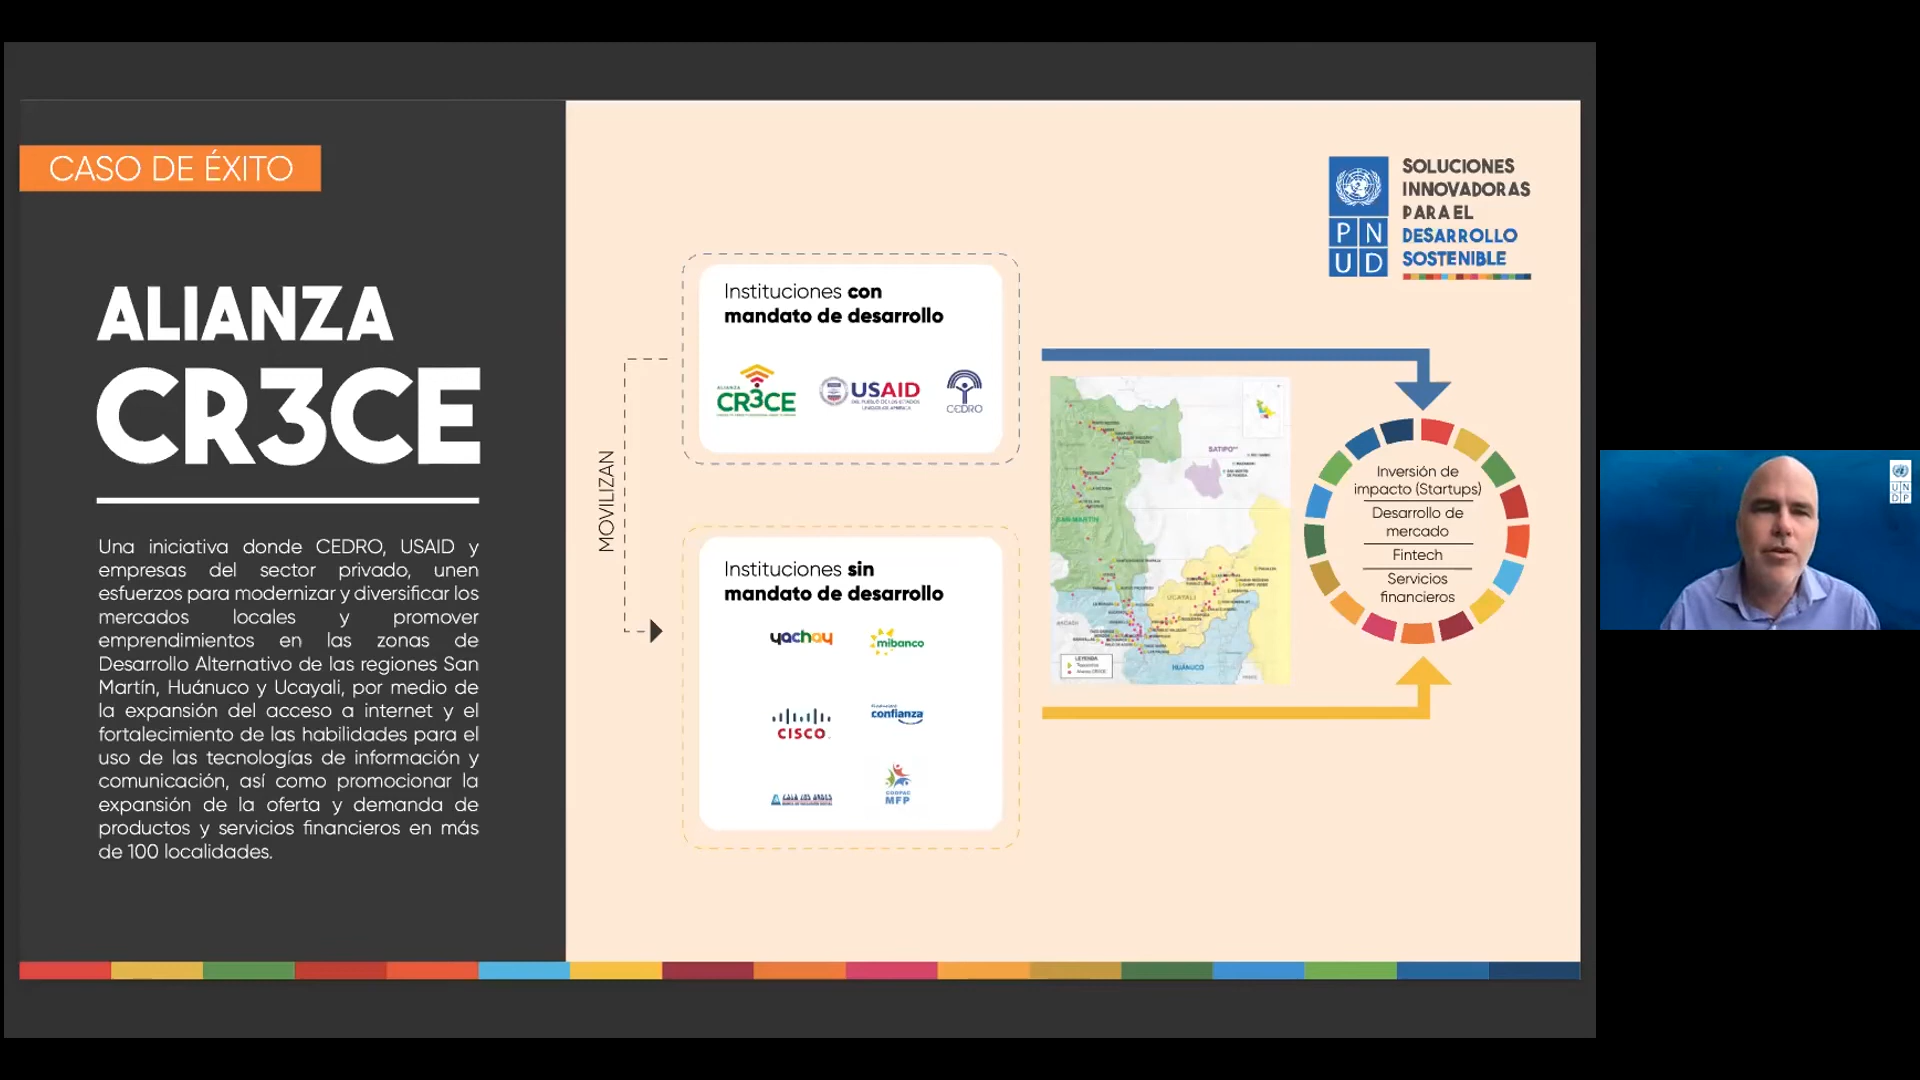 CASO DE ÉXITO
ALIANZA
CR3CE
Una iniciativa donde CEDRO, USAID y
empresas del sector privado, unen
esfuerzos para modernizar y diversificar los
mercados locales y promover
emprendimientos en las zonas de
Desarrollo Alternativo de las regiones San
Martín, Huánuco y Ucayali, por medio de
la expansión del acceso a internet y el
fortalecimiento de las habilidades para el
uso de las tecnologías de información y
comunicación, así como promocionar la
expansión de la oferta y demanda de
productos y servicios financieros en más
de 100 localidades.
MOVILIZAN
Instituciones con
mandato de desarrollo
ALIANZA
CR3CE
USAID
DEL PUEBLO DE LOS ESTADOS
UNIDOS DE AMÉRICA
CEDRO
Instituciones sin
mandato de desarrollo
yachay
mibanco
CISCO
financiera
confianza
CAJA LOS ANDES
COOPAC
MFP
SATIPO
SAN MARTÍN
UCAYALI
HUÁNUCO
LEYENDA
PN
UD
SOLUCIONES
INNOVADORAS
PARA EL
DESARROLLO
SOSTENIBLE
Inversión de
impacto (Startups)
Desarrollo de
mercado
Fintech
Servicios
financieros
UN
DP